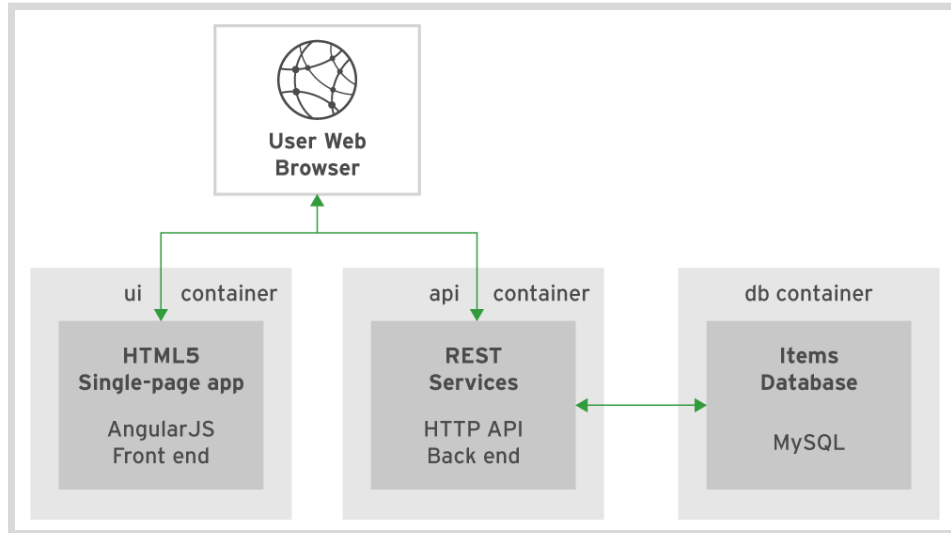 User Web
Browser
ui container
api container
db container
HTML5
Single-page app
AngularJS
Front end
REST
Services
HTTP API
Back end
Items
Database
MySQL